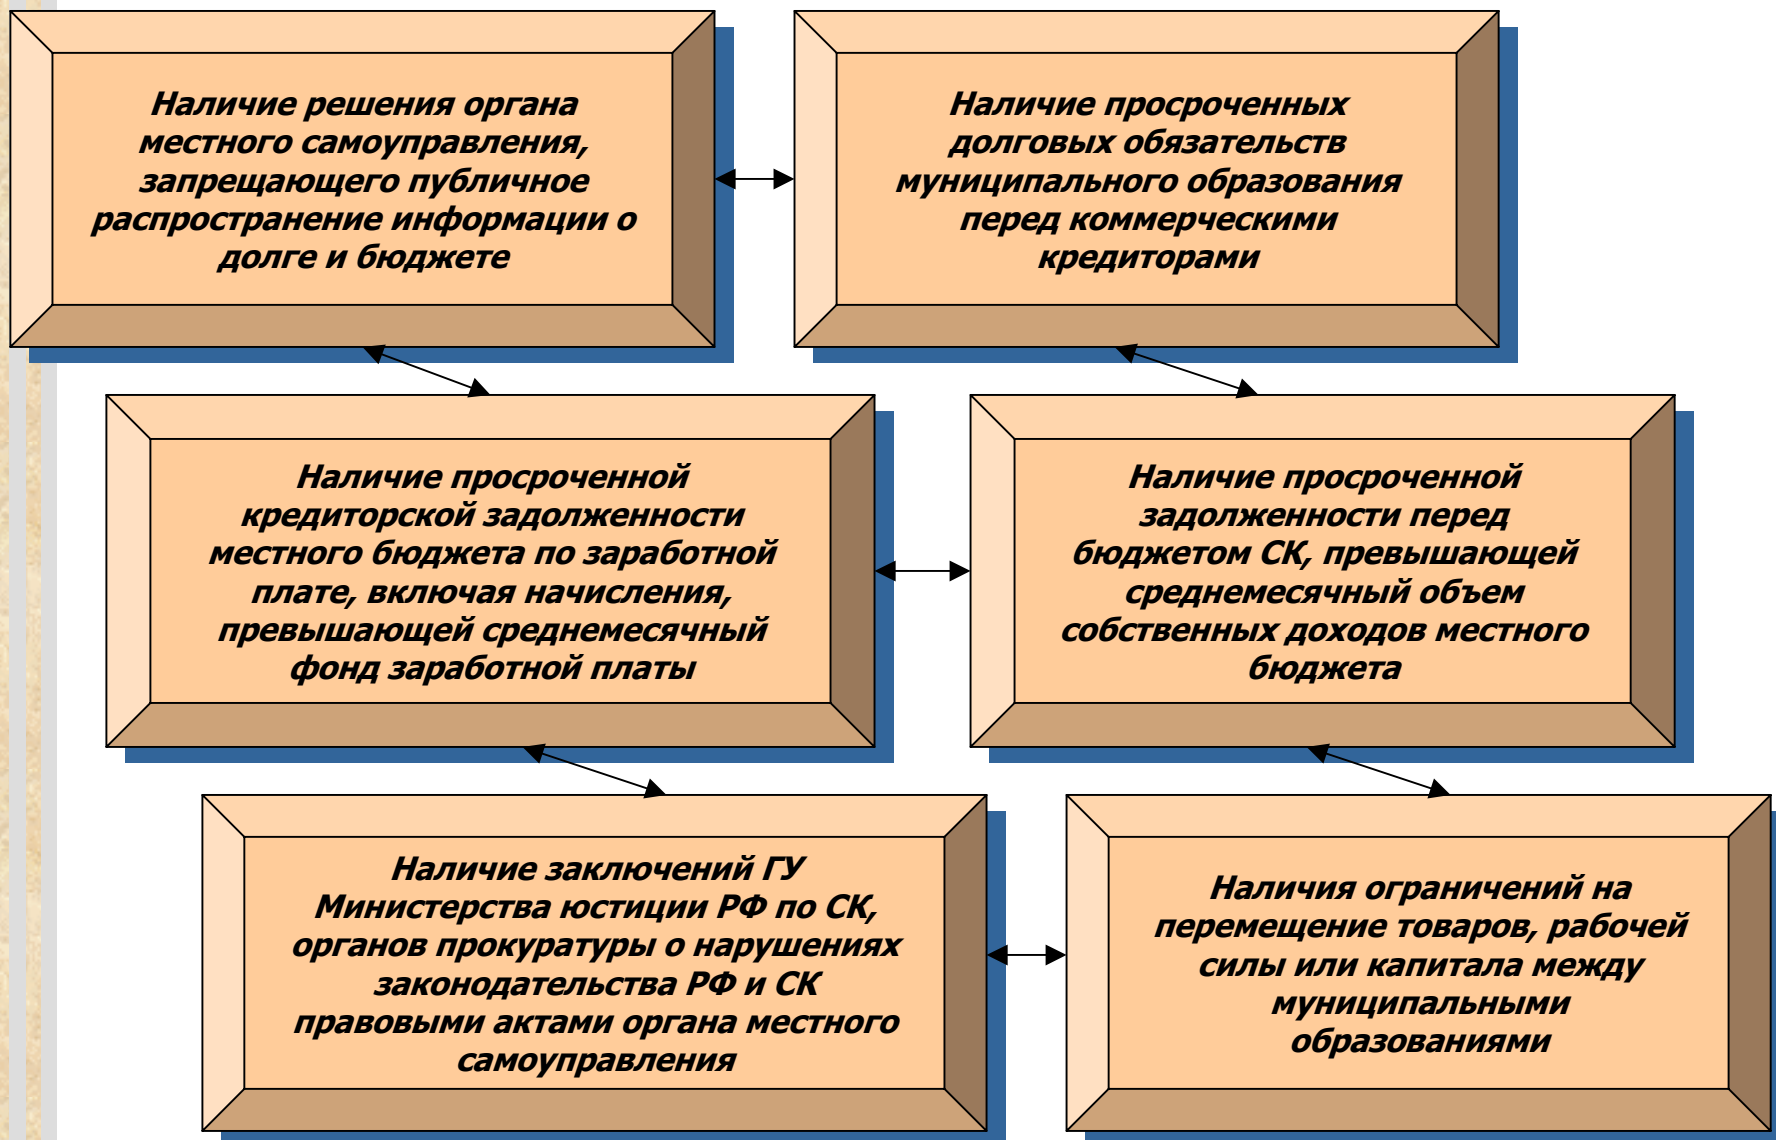 Наличие решения органа
местного самоуправления,
запрещающего публичное
распространение информации о
долге и бюджете
Наличие просроченных
долговых обязательств
муниципального образования
перед коммерческими
кредиторами
Наличие просроченной
кредиторской задолженности
местного бюджета по заработной
плате, включая начисления,
превышающей среднемесячный
фонд заработной платы
Наличие просроченной
задолженности перед
бюджетом СК, превышающей
среднемесячный объем
собственных доходов местного
бюджета
Наличие заключений ГУ
Министерства юстиции РФ по СК,
органов прокуратуры о нарушениях
законодательства РФ и СК
правовыми актами органа местного
самоуправления
Наличия ограничений на
перемещение товаров, рабочей
силы или капитала между
муниципальными
образованиями